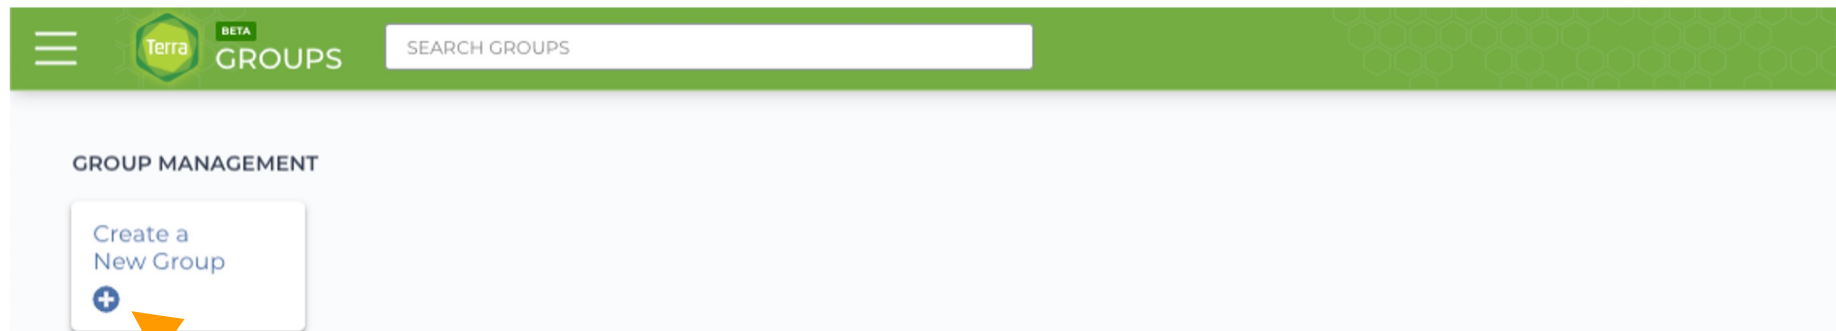 Terra
BETA
GROUPS
SEARCH GROUPS
GROUP MANAGEMENT
Create a
New Group